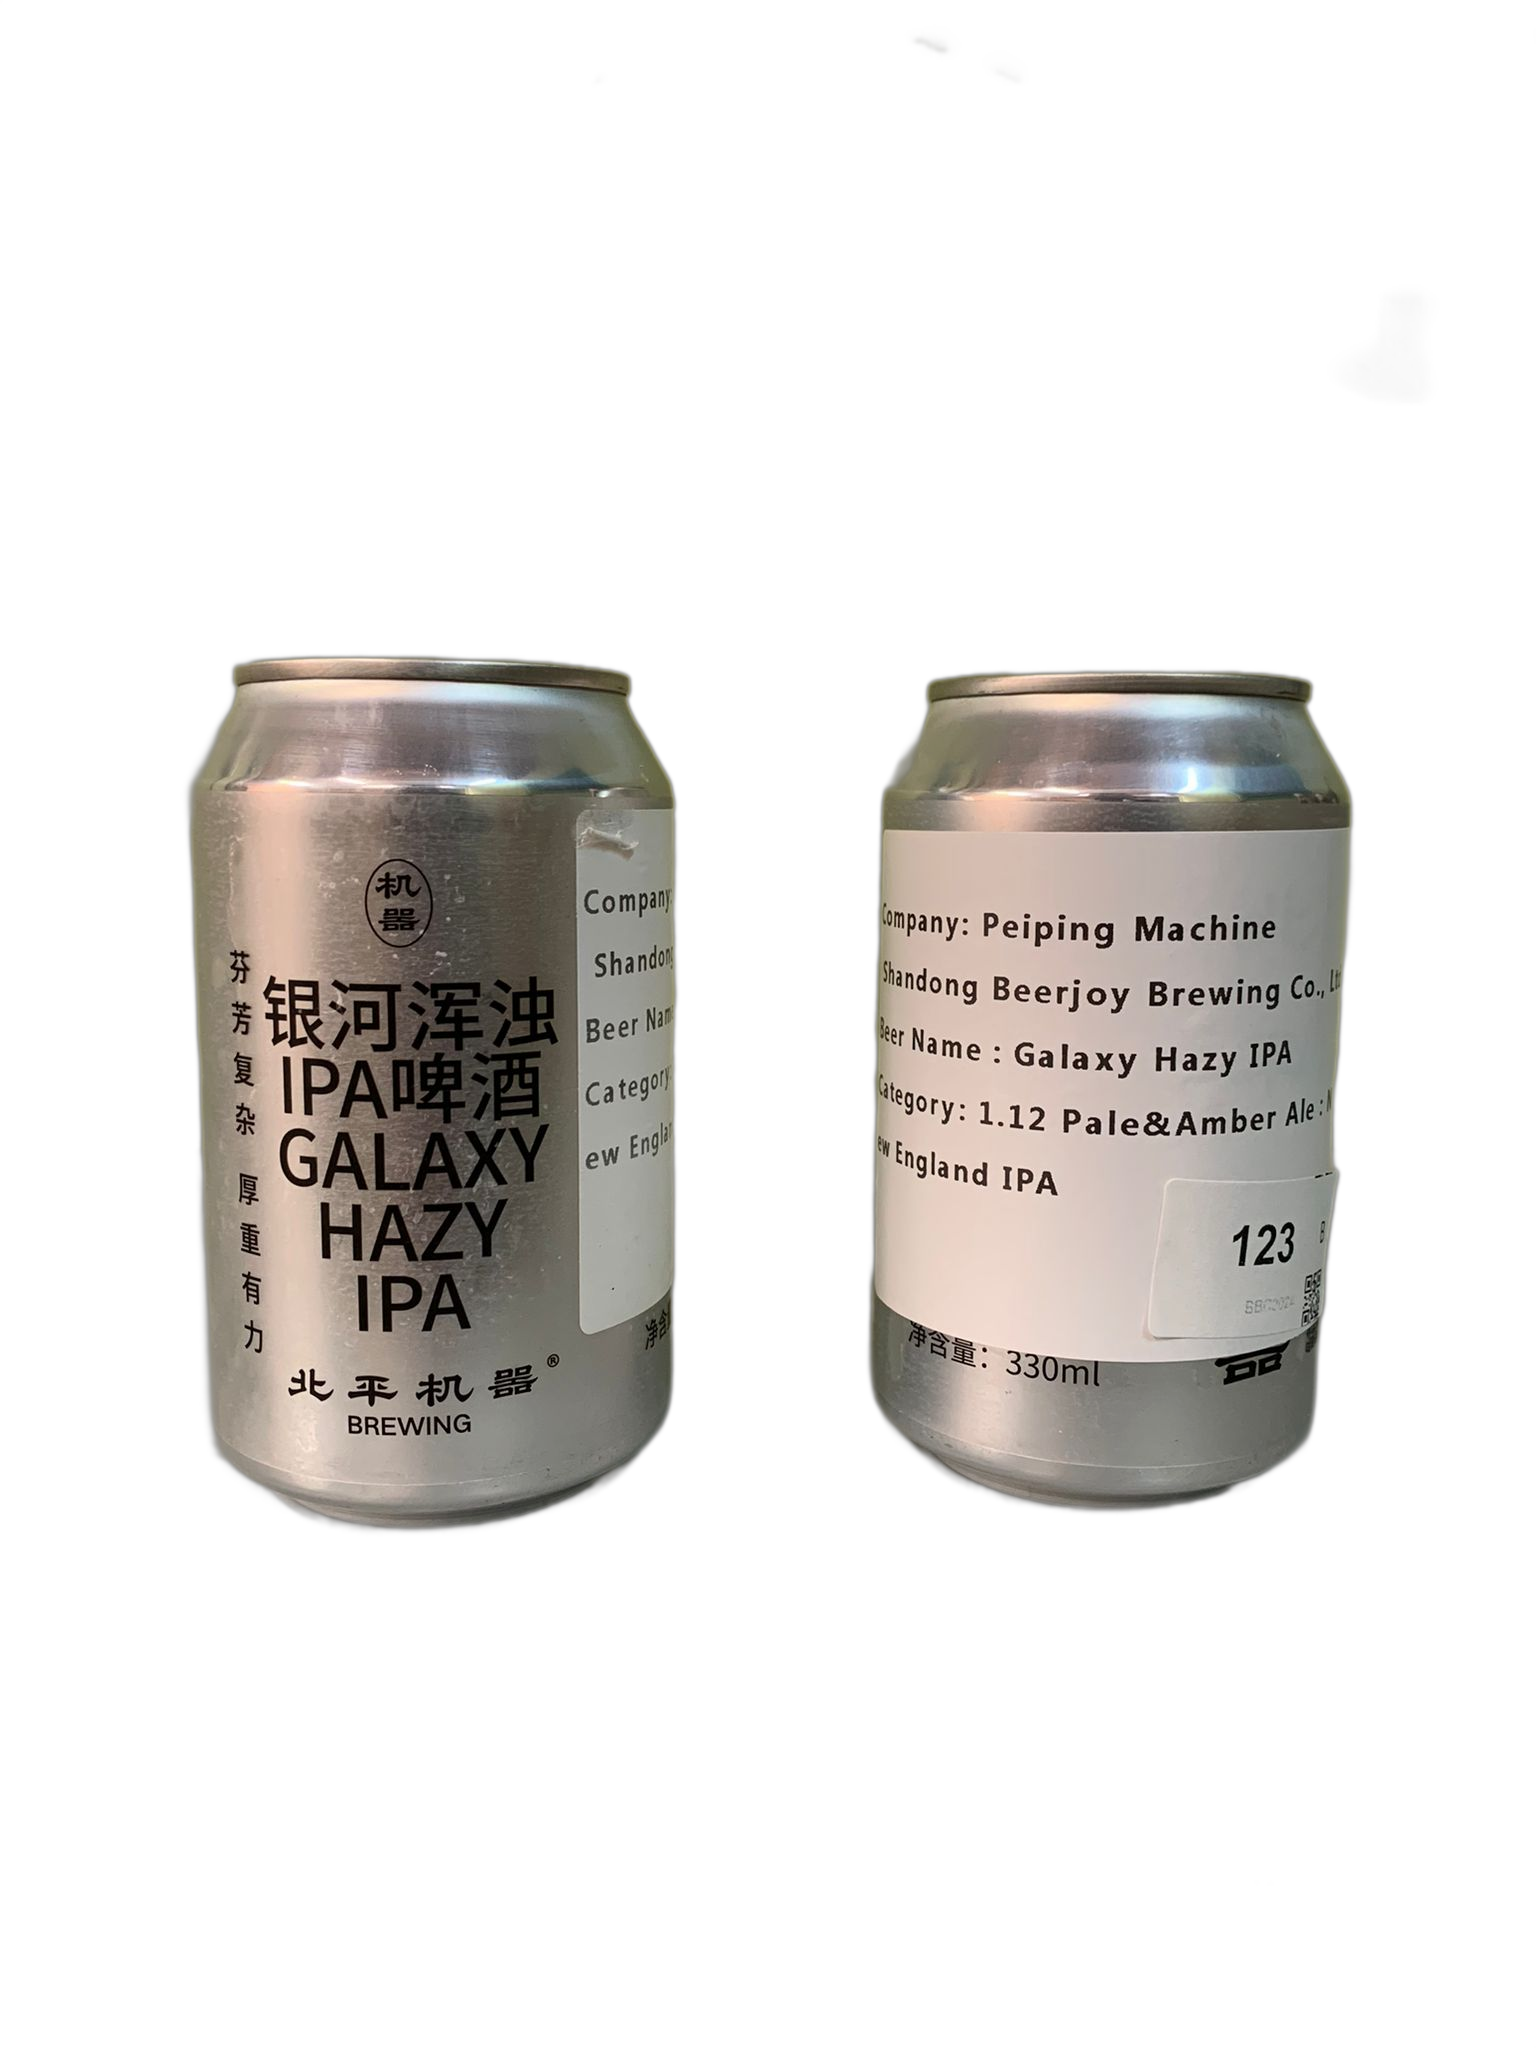 机
器
芬芳复杂 厚重有力
银河浑浊
IPA啤酒
GALAXY
HAZY
IPA
北平机器®
BREWING
Company:
Shandong
Beer Nam
Category:
ew Englan
净含
Company: Peiping Machine
Shandong Beerjoy Brewing Co., Lt
Beer Name : Galaxy Hazy IPA
Category: 1.12 Pale&Amber Ale : N
ew England IPA
123
B
净含量：330ml
器